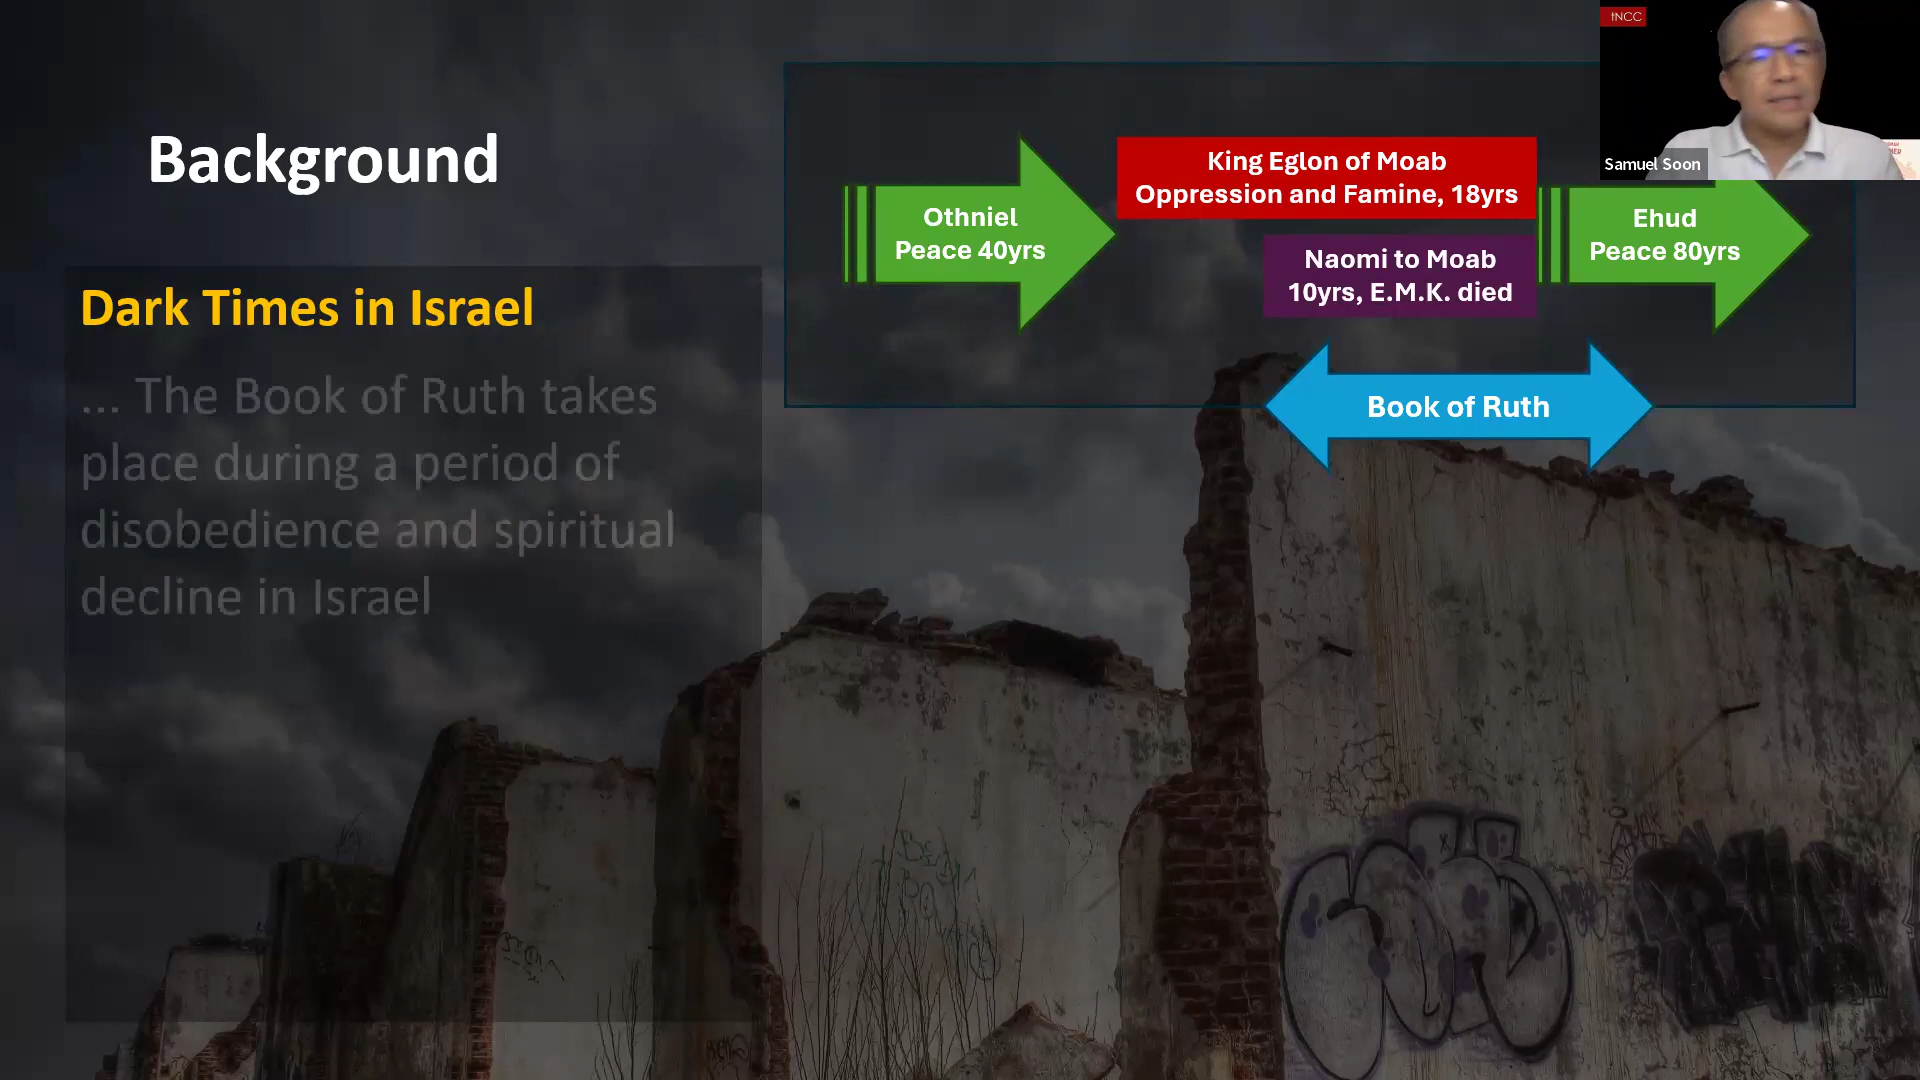 Background
Dark Times in Israel
... The Book of Ruth takes
place during a period of
disobedience and spiritual
decline in Israel
Othniel
Peace 40yrs
King Eglon of Moab
Oppression and Famine, 18yrs
Naomi to Moab
10yrs, E.M.K. died
Ehud
Peace 80yrs
Book of Ruth
tNCC
Samuel Soon